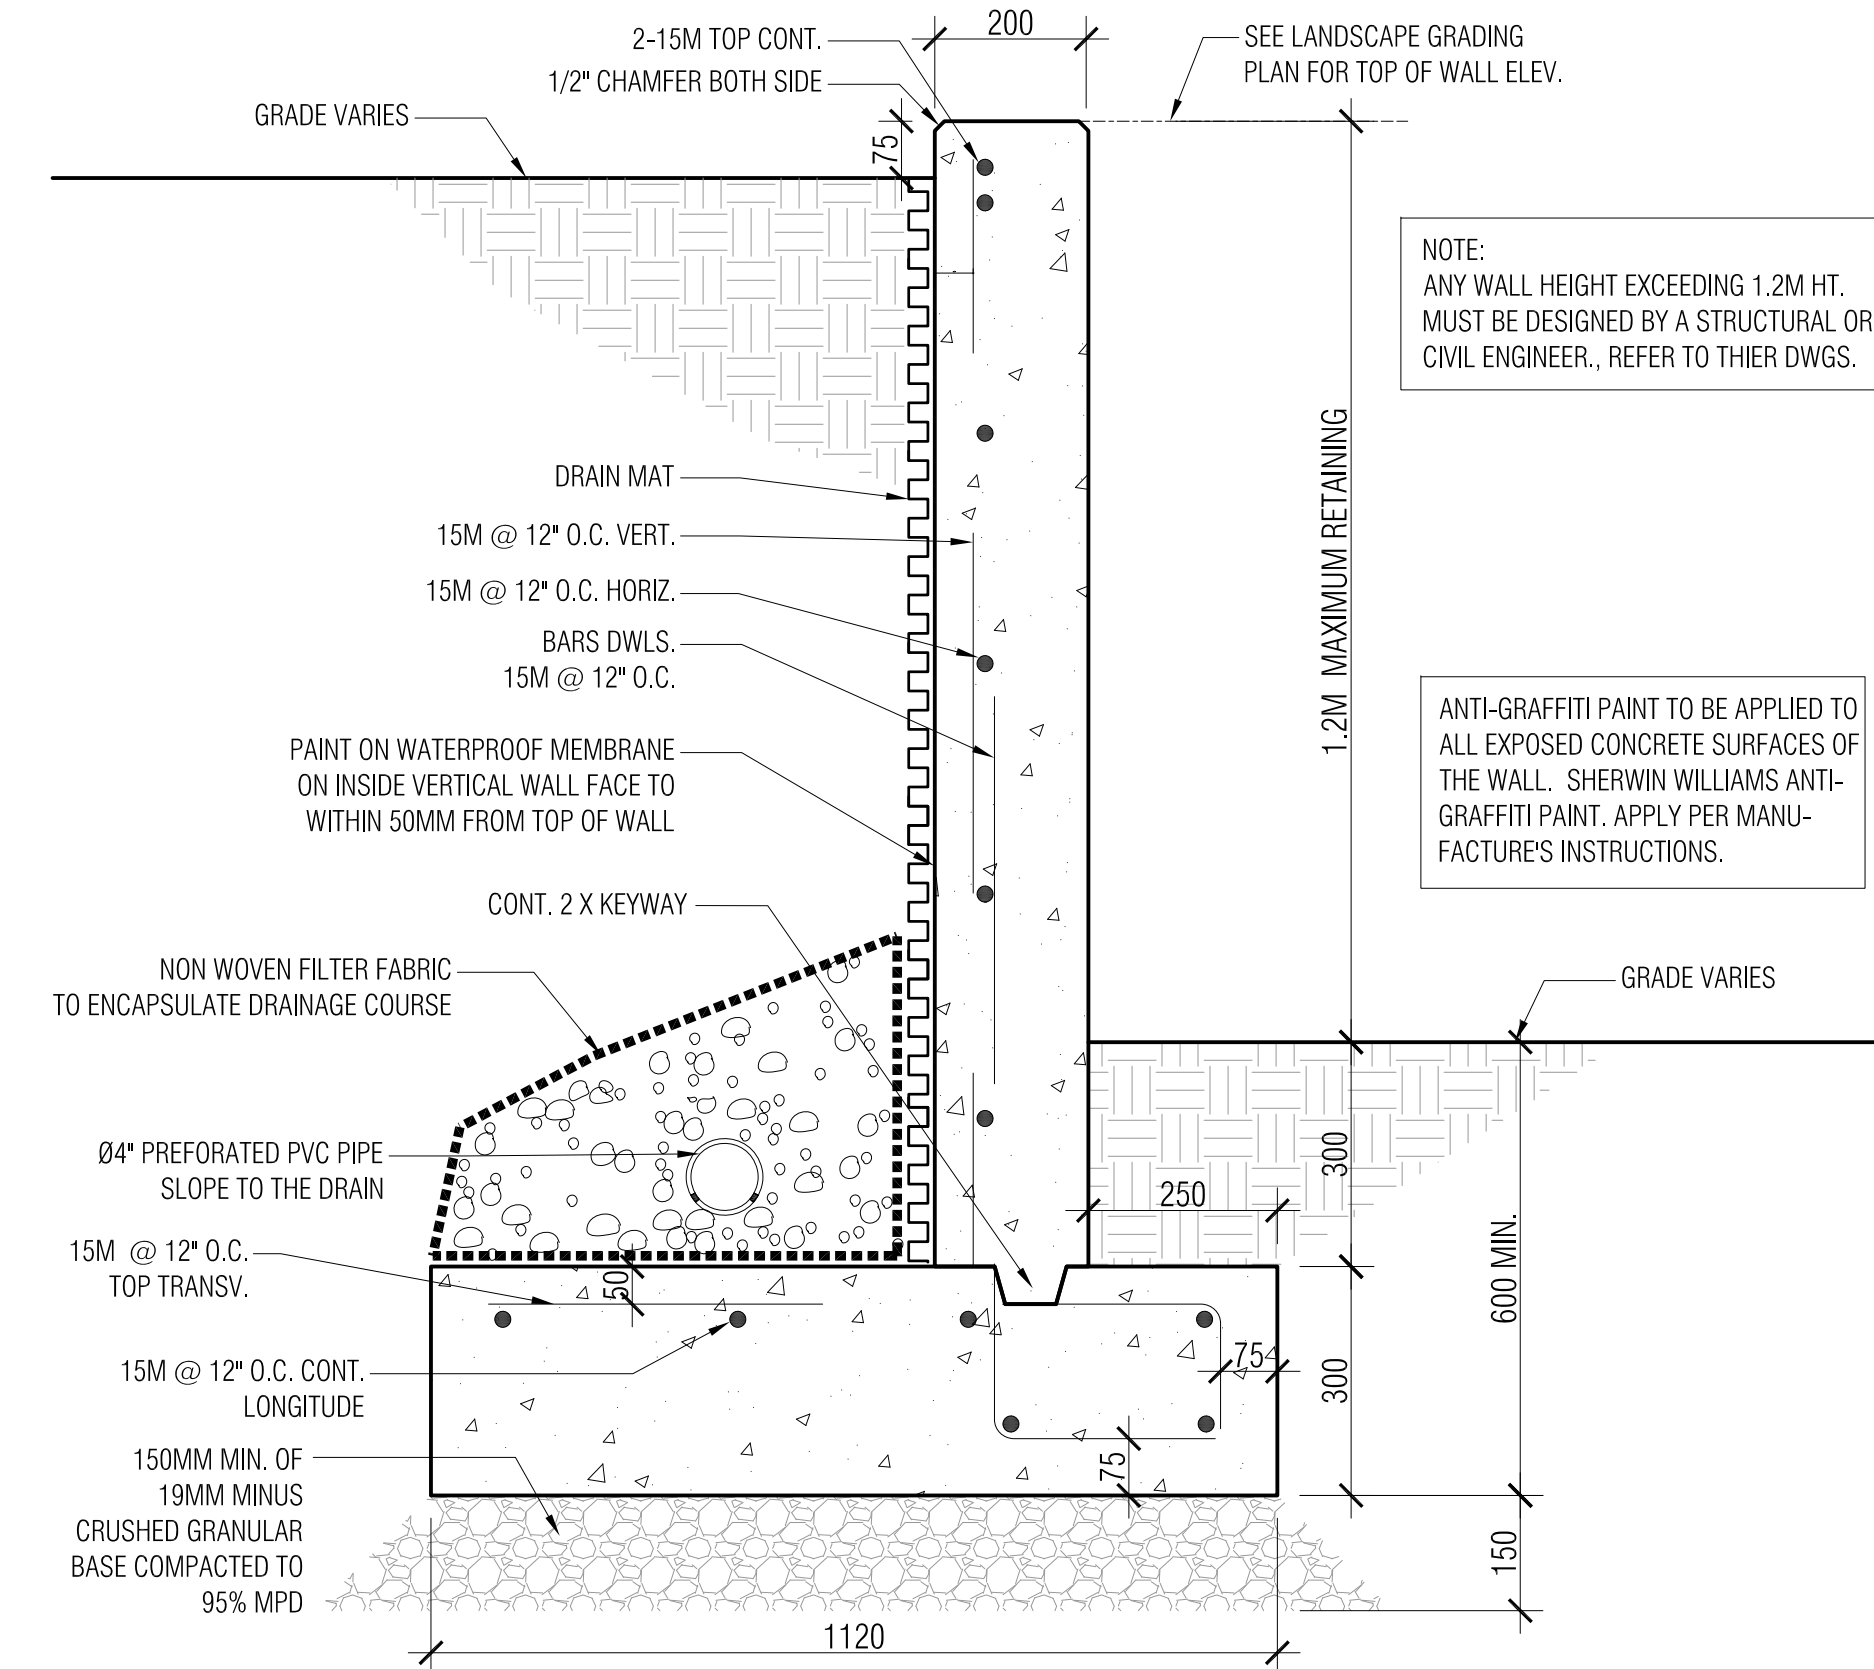 2-15M TOP CONT.
1/2" CHAMFER BOTH SIDE
200
SEE LANDSCAPE GRADING
PLAN FOR TOP OF WALL ELEV.
GRADE VARIES
75
NOTE:
ANY WALL HEIGHT EXCEEDING 1.2M HT.
MUST BE DESIGNED BY A STRUCTURAL OR
CIVIL ENGINEER., REFER TO THIER DWGS.
DRAIN MAT
15M @ 12" O.C. VERT.
15M @ 12" O.C. HORIZ.
BARS DWLS.
15M @ 12" O.C.
1.2M MAXIMUM RETAINING
PAINT ON WATERPROOF MEMBRANE
ON INSIDE VERTICAL WALL FACE TO
WITHIN 50MM FROM TOP OF WALL
ANTI-GRAFFITI PAINT TO BE APPLIED TO
ALL EXPOSED CONCRETE SURFACES OF
THE WALL. SHERWIN WILLIAMS ANTI-
GRAFFITI PAINT. APPLY PER MANU-
FACTURE'S INSTRUCTIONS.
CONT. 2 X KEYWAY
NON WOVEN FILTER FABRIC
TO ENCAPSULATE DRAINAGE COURSE
GRADE VARIES
Ø4" PREFORATED PVC PIPE
SLOPE TO THE DRAIN
300
250
600 MIN.
15M @ 12" O.C.
TOP TRANSV.
50
15M @ 12" O.C. CONT.
LONGITUDE
75
300
75
150MM MIN. OF
19MM MINUS
CRUSHED GRANULAR
BASE COMPACTED TO
95% MPD
150
1120